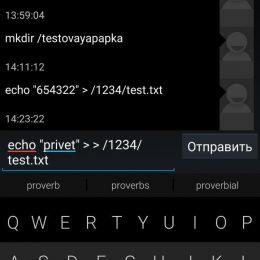 13:59:04
mkdir /testovayapapka
14:11:12
echo "654322" > /1234/test.txt
14:23:22
echo "privet" > > /1234/
test.txt
Отправить
proverb proverbs proverbial
Q W E R T Y U I O P
A S D F G H J K L